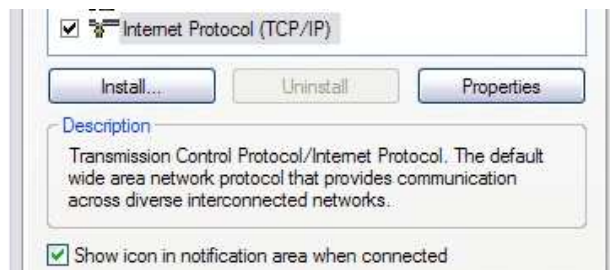 Internet Protocol (TCP/IP)
Install... Uninstall Properties
Description
Transmission Control Protocol/Internet Protocol. The default
wide area network protocol that provides communication
across diverse interconnected networks.
Show icon in notification area when connected